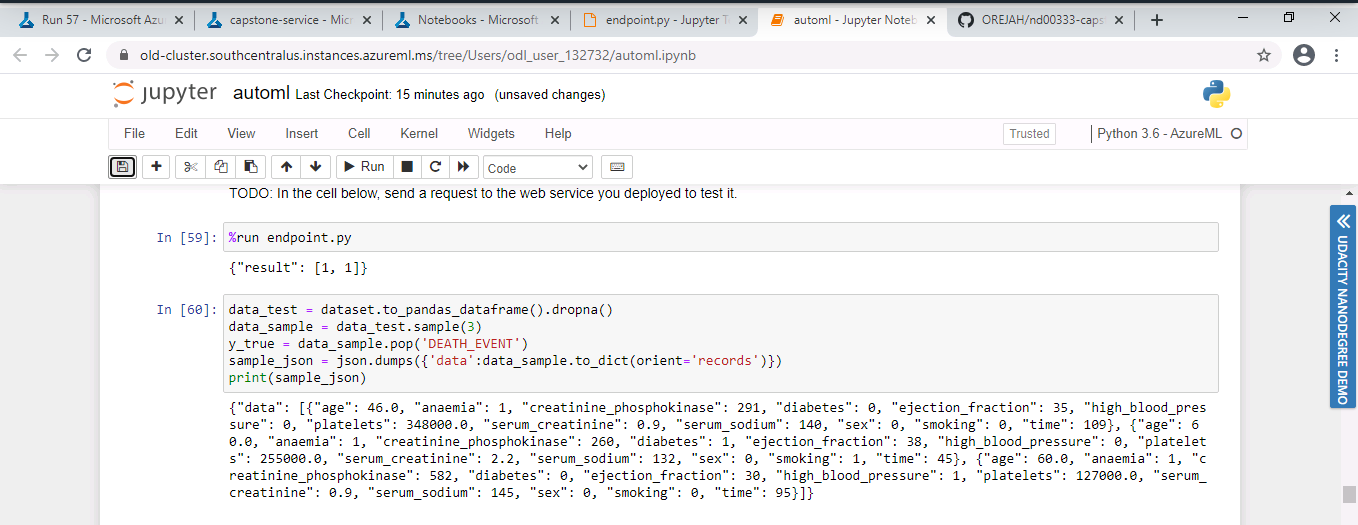 Run 57 - Microsoft Azu
capstone-service - Micr
Notebooks - Microsoft
endpoint.py - Jupyter T
automl - Jupyter Noteb
OREJAH/nd00333-caps
old-cluster.southcentralus.instances.azureml.ms/tree/Users/odl_user_132732/automl.ipynb
jupyter automl Last Checkpoint: 15 minutes ago (unsaved changes)
File Edit View Insert Cell Kernel Widgets Help Trusted Python 3.6 - AzureML
Run Code
TODO: In the cell below, send a request to the web service you deployed to test it.
In [59]: %run endpoint.py
{"result": [1, 1]}
In [60]: data_test = dataset.to_pandas_dataframe().dropna()
data_sample = data_test.sample(3)
y_true = data_sample.pop('DEATH_EVENT')
sample_json = json.dumps({'data':data_sample.to_dict(orient='records')})
print(sample_json)
{"data": [{"age": 46.0, "anaemia": 1, "creatinine_phosphokinase": 291, "diabetes": 0, "ejection_fraction": 35, "high_blood_pres
sure": 0, "platelets": 348000.0, "serum_creatinine": 0.9, "serum_sodium": 140, "sex": 0, "smoking": 0, "time": 109}, {"age": 6
0.0, "anaemia": 1, "creatinine_phosphokinase": 260, "diabetes": 1, "ejection_fraction": 38, "high_blood_pressure": 0, "platelet
s": 255000.0, "serum_creatinine": 2.2, "serum_sodium": 132, "sex": 0, "smoking": 1, "time": 45}, {"age": 60.0, "anaemia": 1, "c
reatinine_phosphokinase": 582, "diabetes": 0, "ejection_fraction": 30, "high_blood_pressure": 1, "platelets": 127000.0, "serum_
creatinine": 0.9, "serum_sodium": 145, "sex": 0, "smoking": 0, "time": 95}]}
UDACITY NANODEGREE DEMO